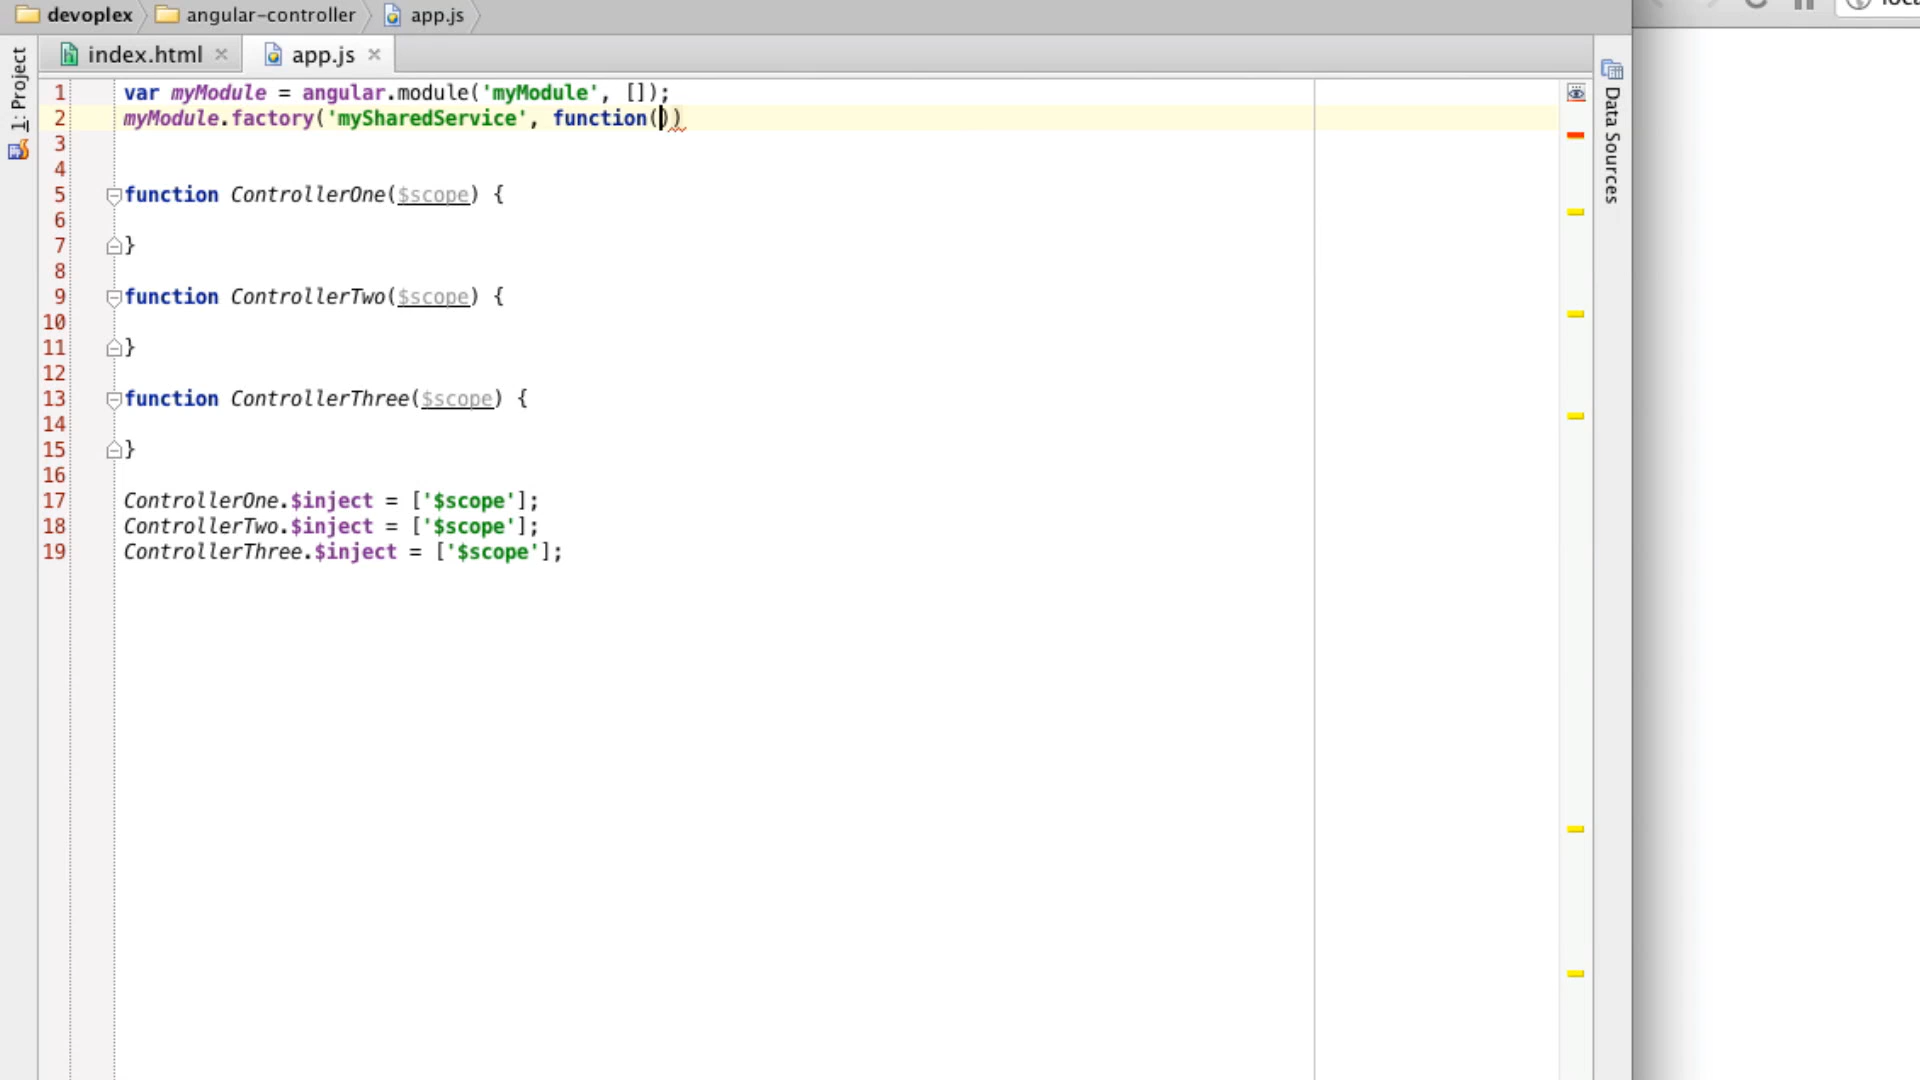 devoplex angular-controller app.js
index.html app.js
1: Project
Data Sources
1 var myModule = angular.module('myModule', []);
2 myModule.factory('mySharedService', function())
3
4
5 function ControllerOne($scope) {
6
7 }
8
9 function ControllerTwo($scope) {
10
11 }
12
13 function ControllerThree($scope) {
14
15 }
16
17 ControllerOne.$inject = ['$scope'];
18 ControllerTwo.$inject = ['$scope'];
19 ControllerThree.$inject = ['$scope'];